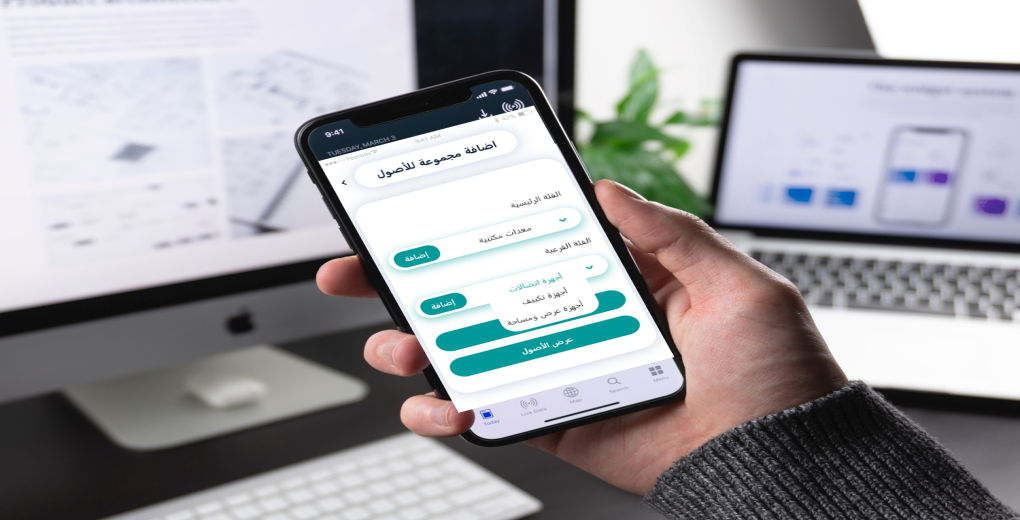 9:41
TUESDAY, MARCH 3
9:41 AM
42%
اضافة مجموعة للأصول
الفئة الرئيسية
معدات مكتبية
إضافة
الفئة الفرعية
أجهزة اتصالات
إضافة
أجهزة تكييف
أجهزة عرض ومساحة
عرض الأصول
Today
Live Data
Map
Search
Menu